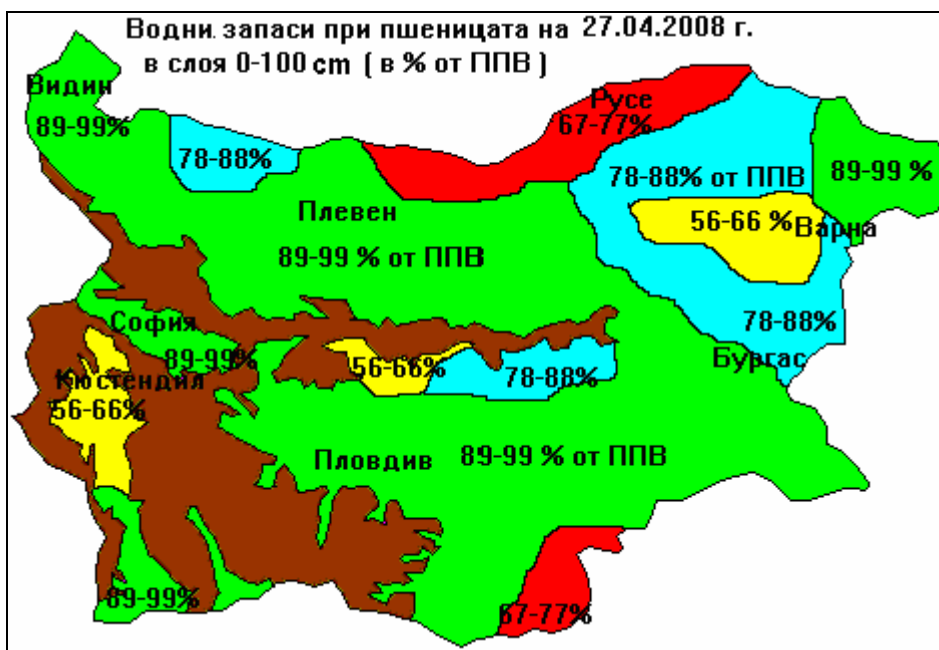 Водни запаси при пшеницата на 27.04.2008 г.
в слоя 0-100 cm ( в % от ППВ )
Видин
89-99%
78-88%
Русе
67-77%
78-88% от ППВ
89-99 %
Плевен
56-66 %
Варна
89-99 % от ППВ
София
89-99%
78-88%
Бургас
56-66%
78-88%
Кюстендил
56-66%
Пловдив
89-99 % от ППВ
89-99%
67-77%